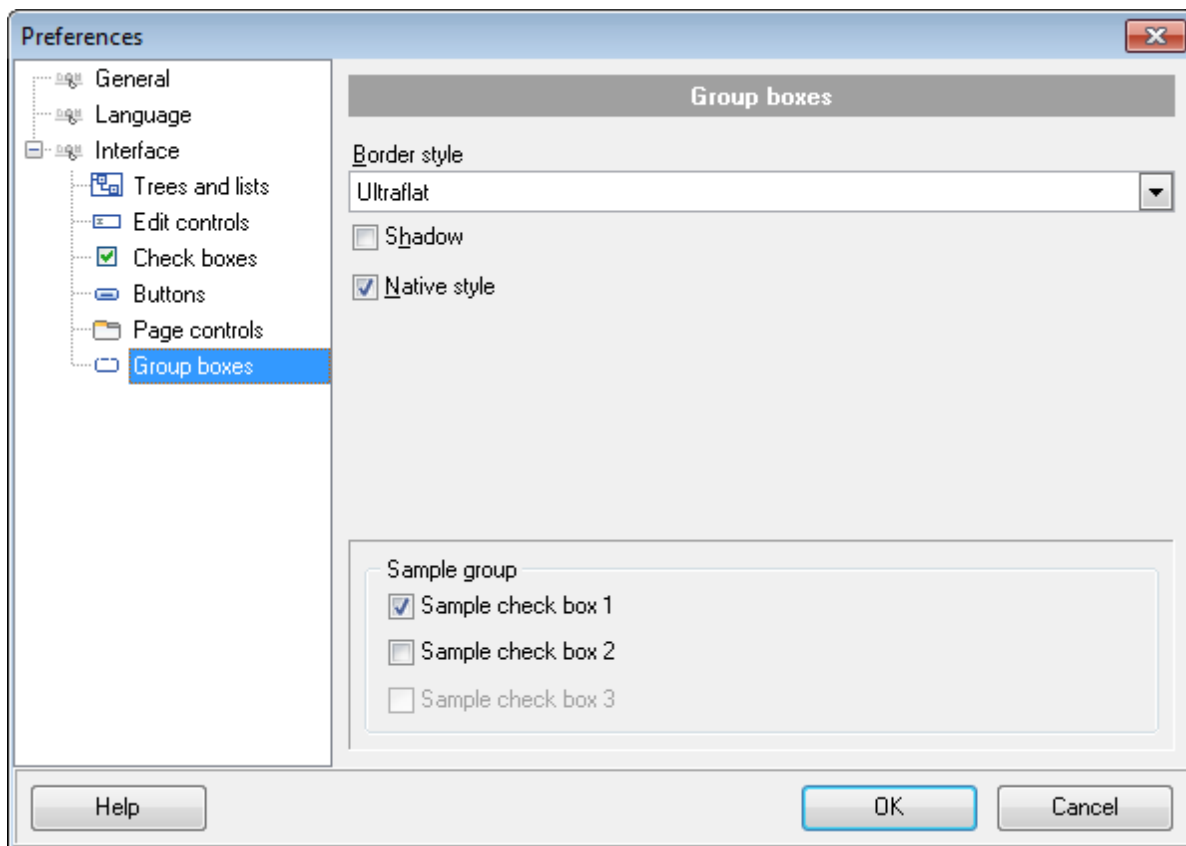 Preferences
General
Language
Interface
Trees and lists
Edit controls
Check boxes
Buttons
Page controls
Group boxes
Group boxes
Border style
Ultraflat
Shadow
Native style
Sample group
Sample check box 1
Sample check box 2
Sample check box 3
Help
OK
Cancel